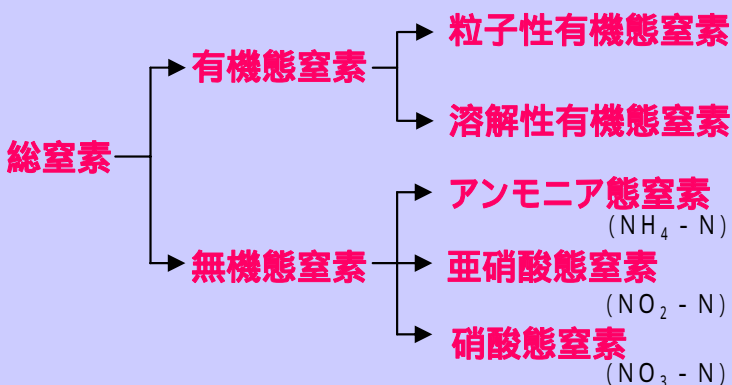 総窒素
有機態窒素
粒子性有機態窒素
溶解性有機態窒素
無機態窒素
アンモニア態窒素
(NH₄ - N)
亜硝酸態窒素
(NO₂ - N)
硝酸態窒素
(NO₃ - N)